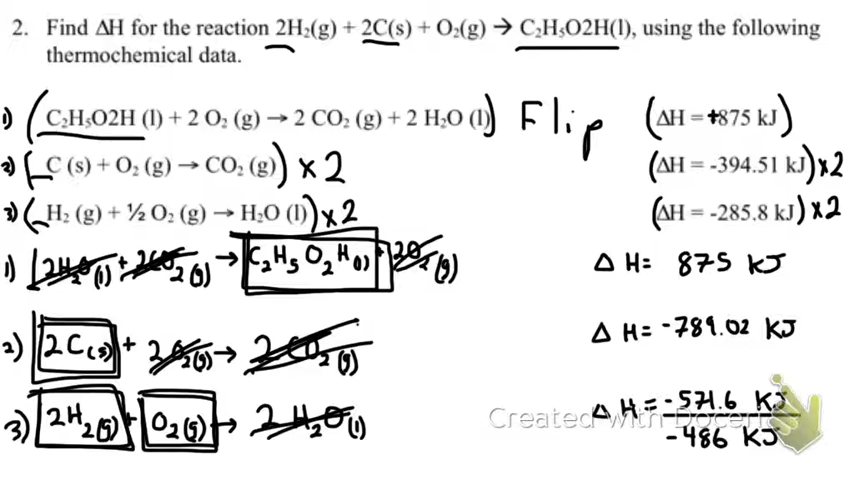 2. Find ΔH for the reaction 2H₂(g) + 2C(s) + O₂(g) → C₂H₅O2H(l), using the following
thermochemical data.
1) (C₂H₅O2H (l) + 2 O₂ (g) → 2 CO₂ (g) + 2 H₂O (l)) Flip (ΔH = +875 kJ)
2) (C (s) + O₂ (g) → CO₂ (g)) x 2 (ΔH = -394.51 kJ) x 2
3) (H₂ (g) + ½ O₂ (g) → H₂O (l)) x 2 (ΔH = -285.8 kJ) x 2
1) 2H₂O(l) + 2CO₂(g) → C₂H₅O₂H(l) + 2O₂(g) ΔH = 875 KJ
2) 2C(s) + 2O₂(g) → 2CO₂(g) ΔH = -789.02 KJ
3) 2H₂(g) + O₂(g) → 2H₂O(l) ΔH = -571.6 KJ
-486 KJ
Created with Doceri